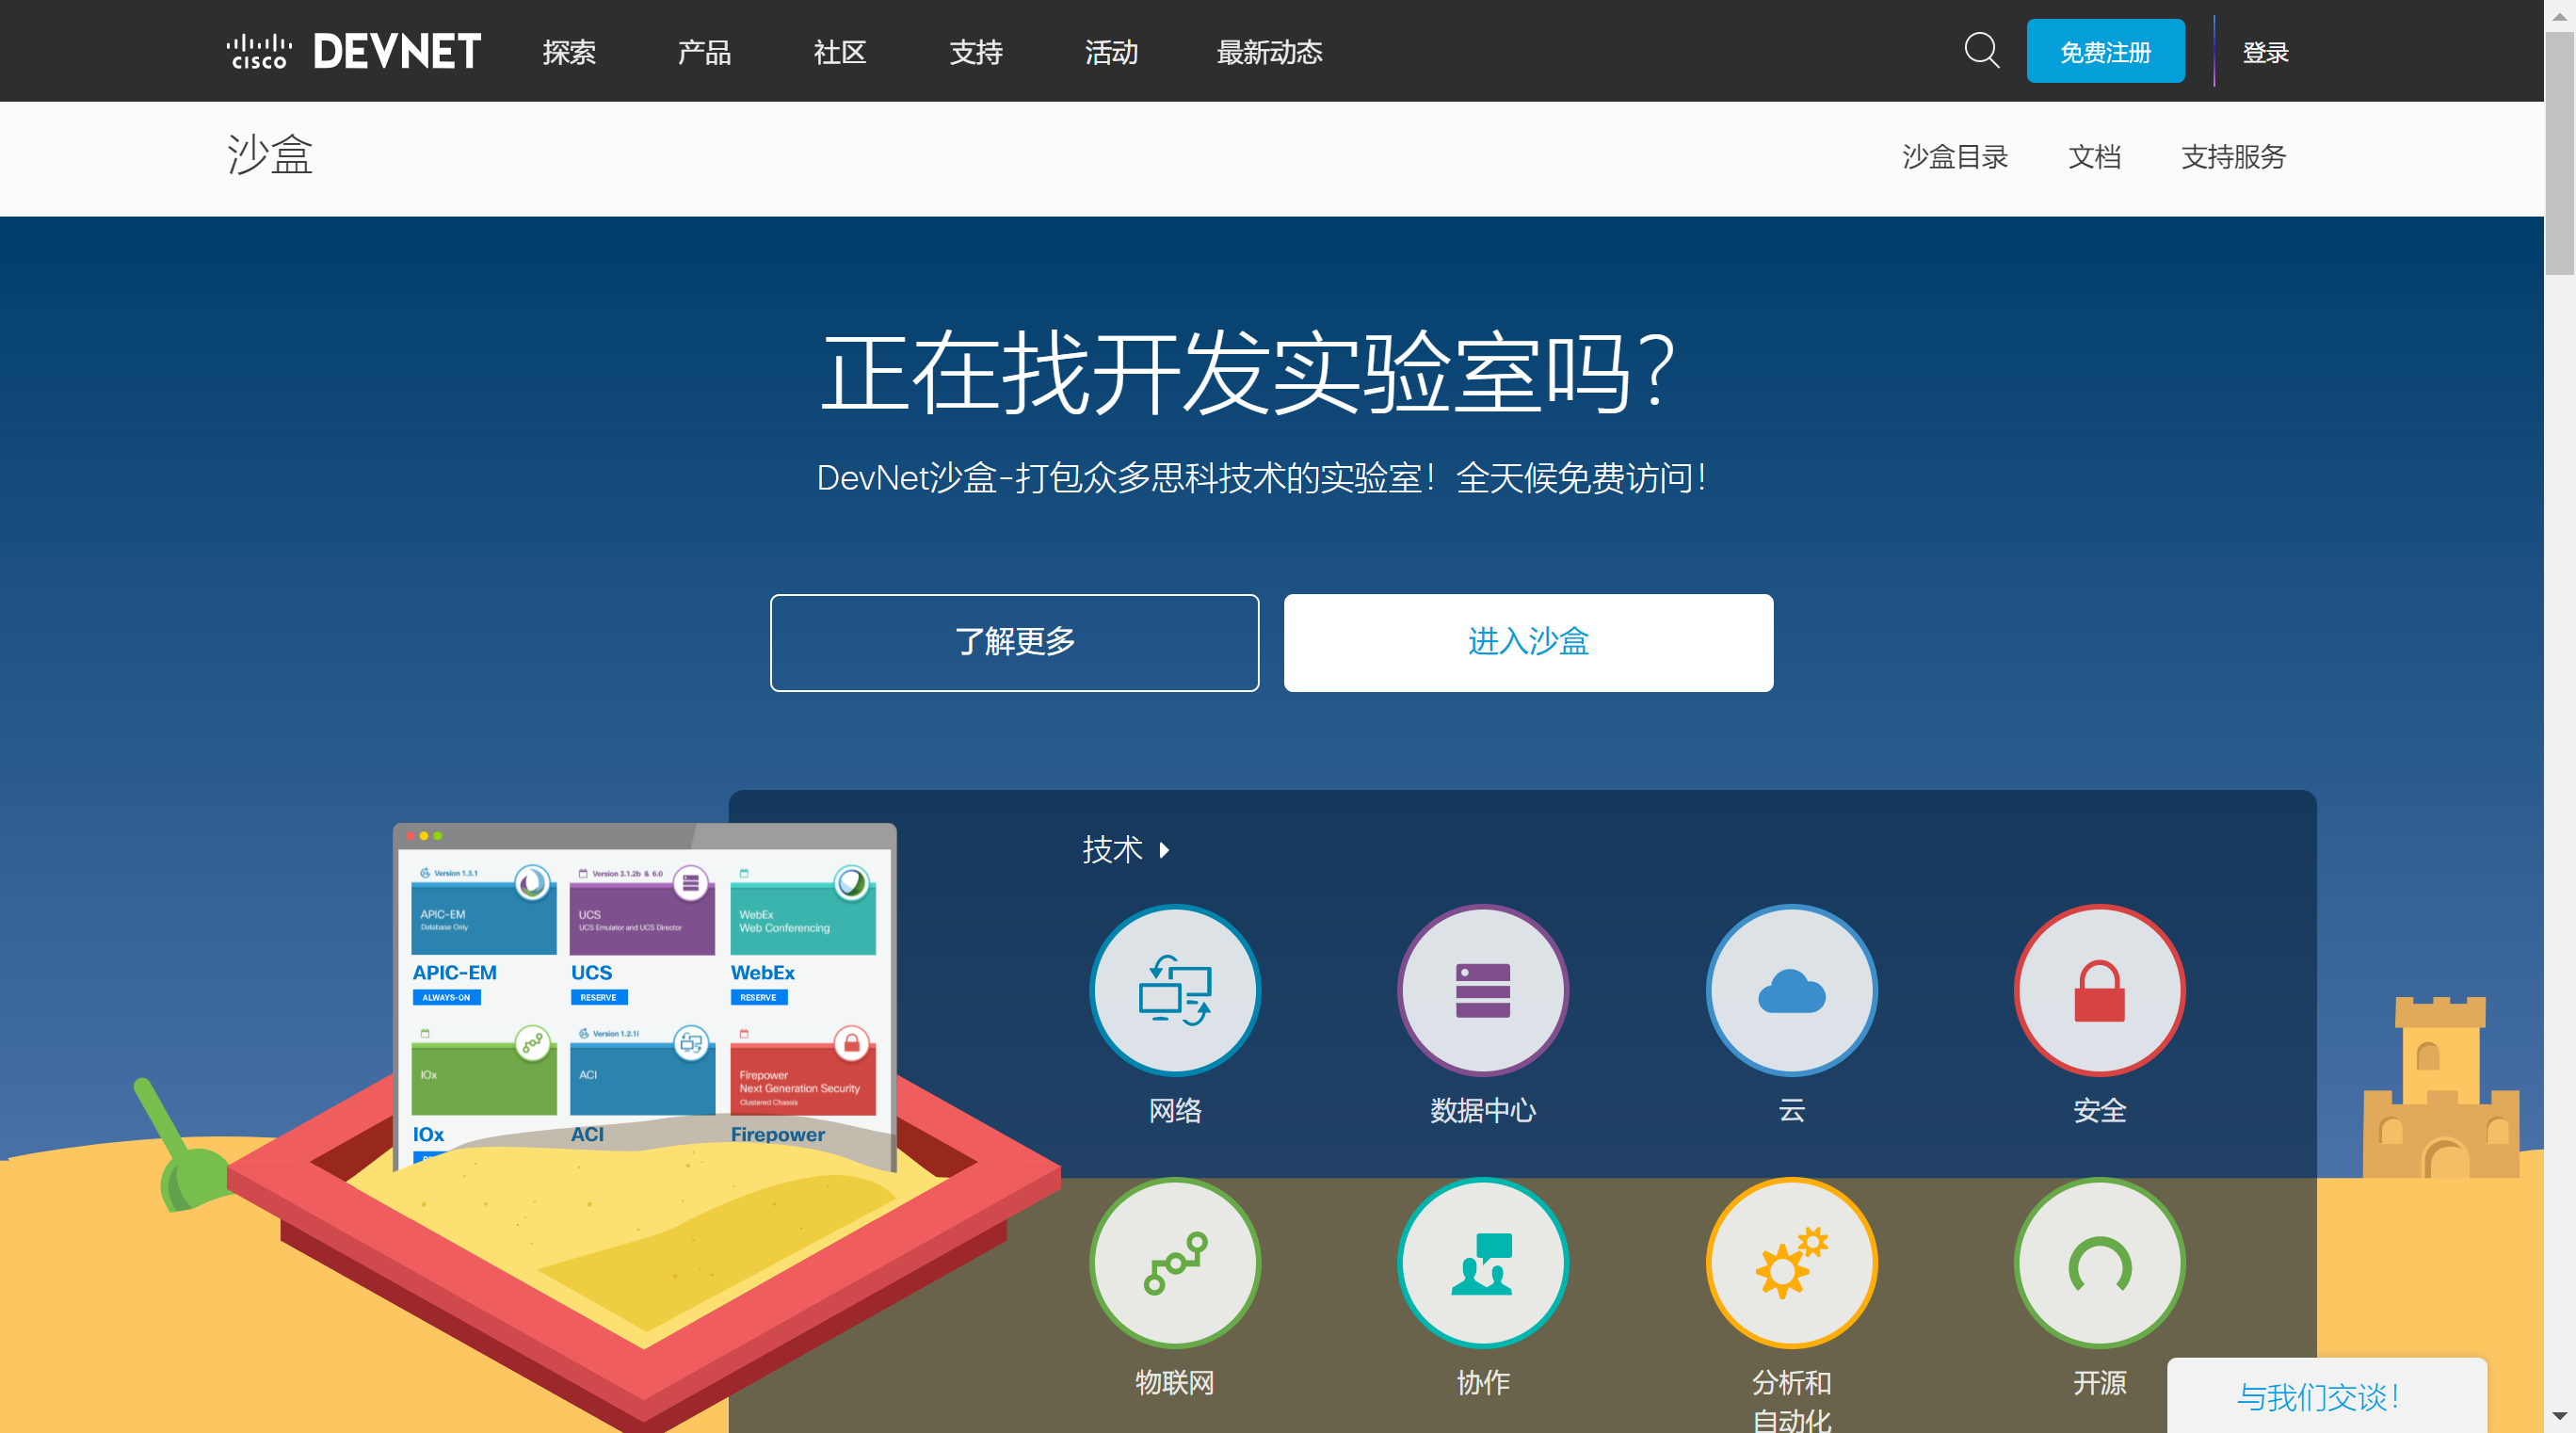 CISCO DEVNET 探索 产品 社区 支持 活动 最新动态 免费注册 登录
沙盒 沙盒目录 文档 支持服务
正在找开发实验室吗？
DevNet沙盒-打包众多思科技术的实验室！全天候免费访问！
了解更多 进入沙盒
技术
Version 1.3.1 Version 3.1.2b & 6.0
APIC-EM
Database Only
UCS
UCS Emulator and UCS Director
WebEx
Web Conferencing
APIC-EM UCS WebEx
ALWAYS-ON RESERVE RESERVE
Version 1.2.1i
IOx
ACI
Firepower
Next Generation Security
Clustered Chassis
IOx ACI Firepower
网络 数据中心 云 安全
物联网 协作 分析和
自动化
开源
与我们交谈！